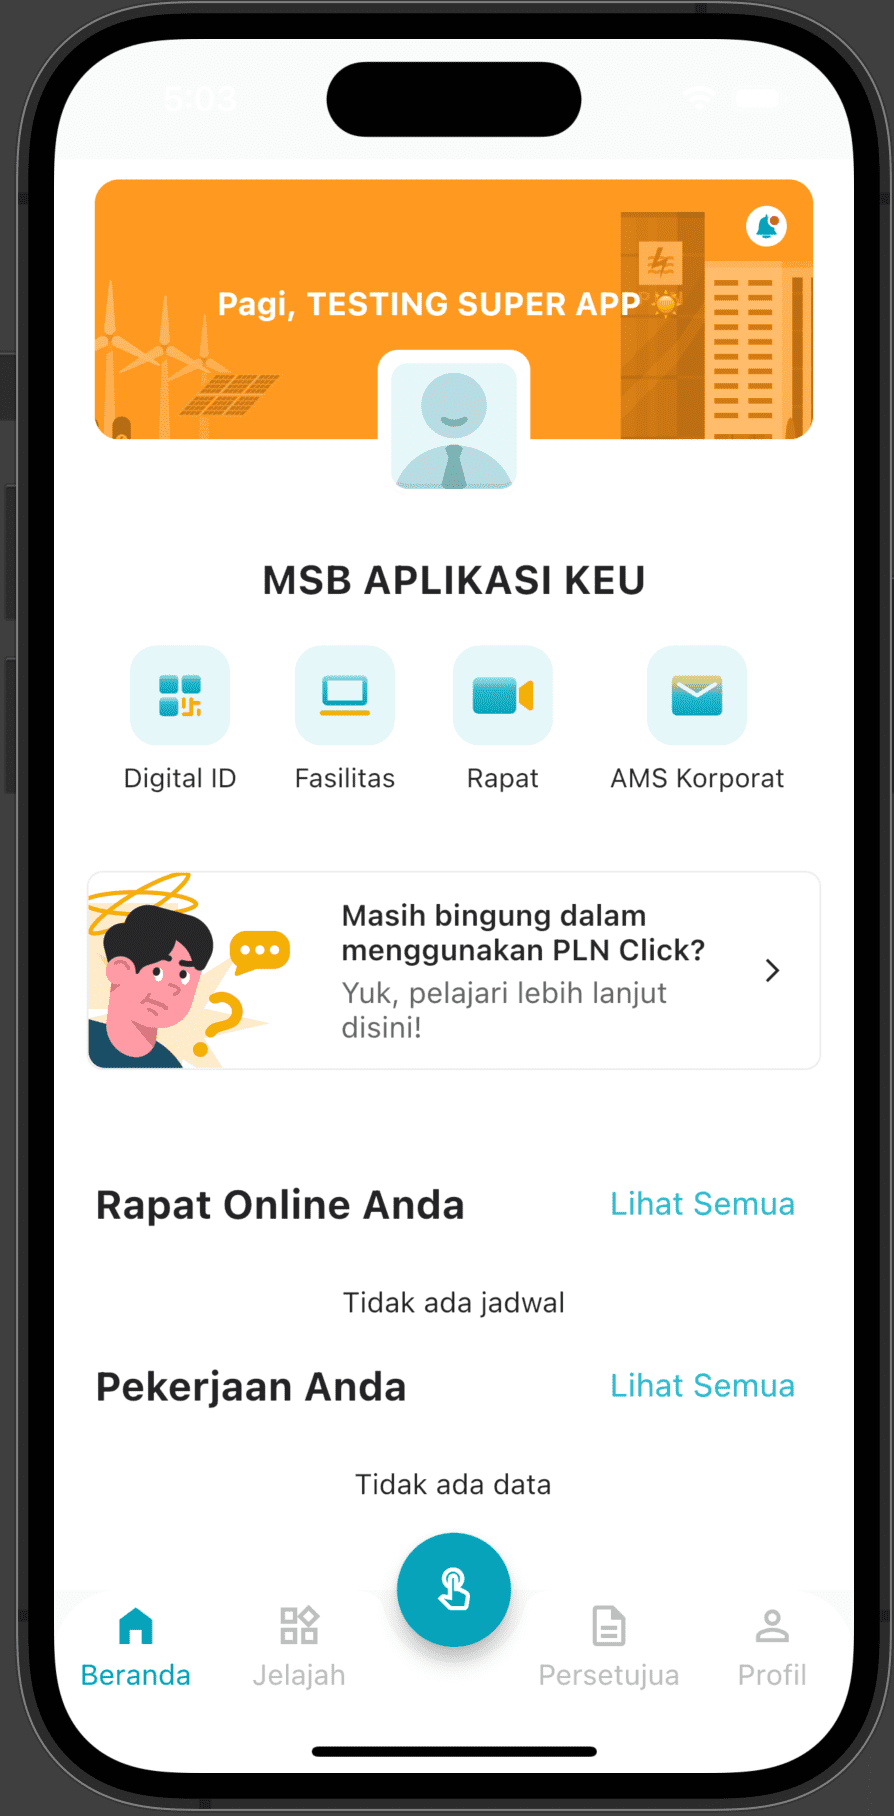 5:03
Pagi, TESTING SUPER APP
MSB APLIKASI KEU
Digital ID
Fasilitas
Rapat
AMS Korporat
Masih bingung dalam
menggunakan PLN Click?
Yuk, pelajari lebih lanjut
disini!
Rapat Online Anda
Lihat Semua
Tidak ada jadwal
Pekerjaan Anda
Lihat Semua
Tidak ada data
Beranda
Jelajah
Persetujua
Profil